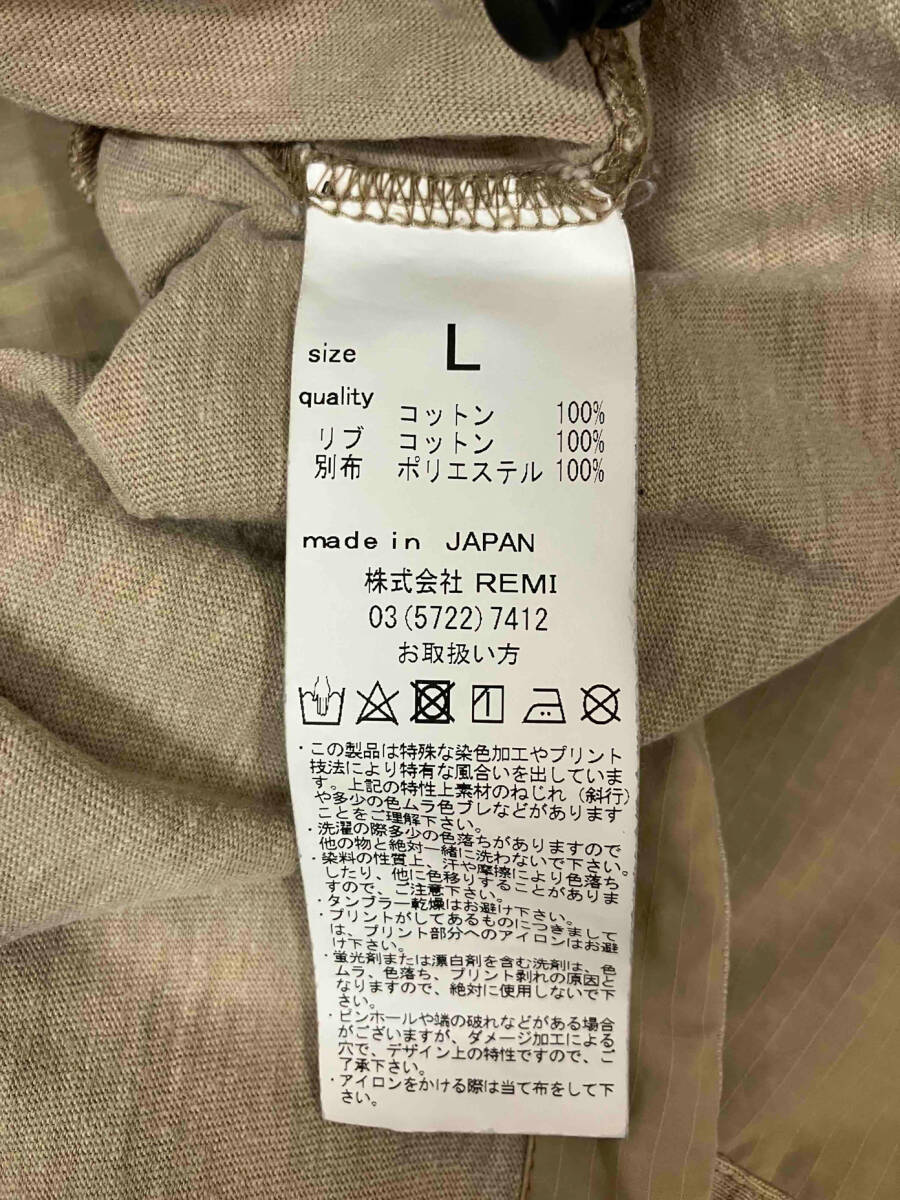 size L
quality
コットン 100%
リブ コットン 100%
別布 ポリエステル 100%
made in JAPAN
株式会社 REMI
03(5722)7412
お取扱い方
・この製品は特殊な染色加工やプリント
技法により特有な風合いを出していま
す。上記の特性上素材のねじれ(斜行)
や多少の色ムラ色ブレなどがあります
ことをご理解下さい。
・洗濯の際多少の色落ちがありますので
他の物と絶対一緒に洗わないで下さい。
・染料の性質上、汗や摩擦により色落ち
したり、他に色移りすることがありま
すので、ご注意下さい。
・タンブラー乾燥はお避け下さい。
・プリントがしてあるものにつきまして
は、プリント部分へのアイロンはお避
け下さい。
・蛍光剤または漂白剤を含む洗剤は、色
ムラ、色落ち、プリント剥れの原因と
なりますので、絶対に使用しないで下
さい。
・ピンホールや端の破れなどがある場合
がございますが、ダメージ加工による
穴で、デザイン上の特性ですので、ご
了承下さい。
・アイロンをかける際は当て布をして下
さい。